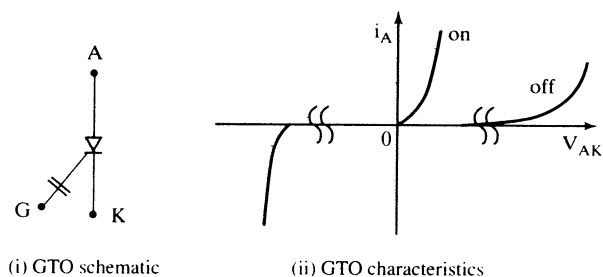 A
G
K
(i) GTO schematic
i_A
on
off
0
V_AK
(ii) GTO characteristics